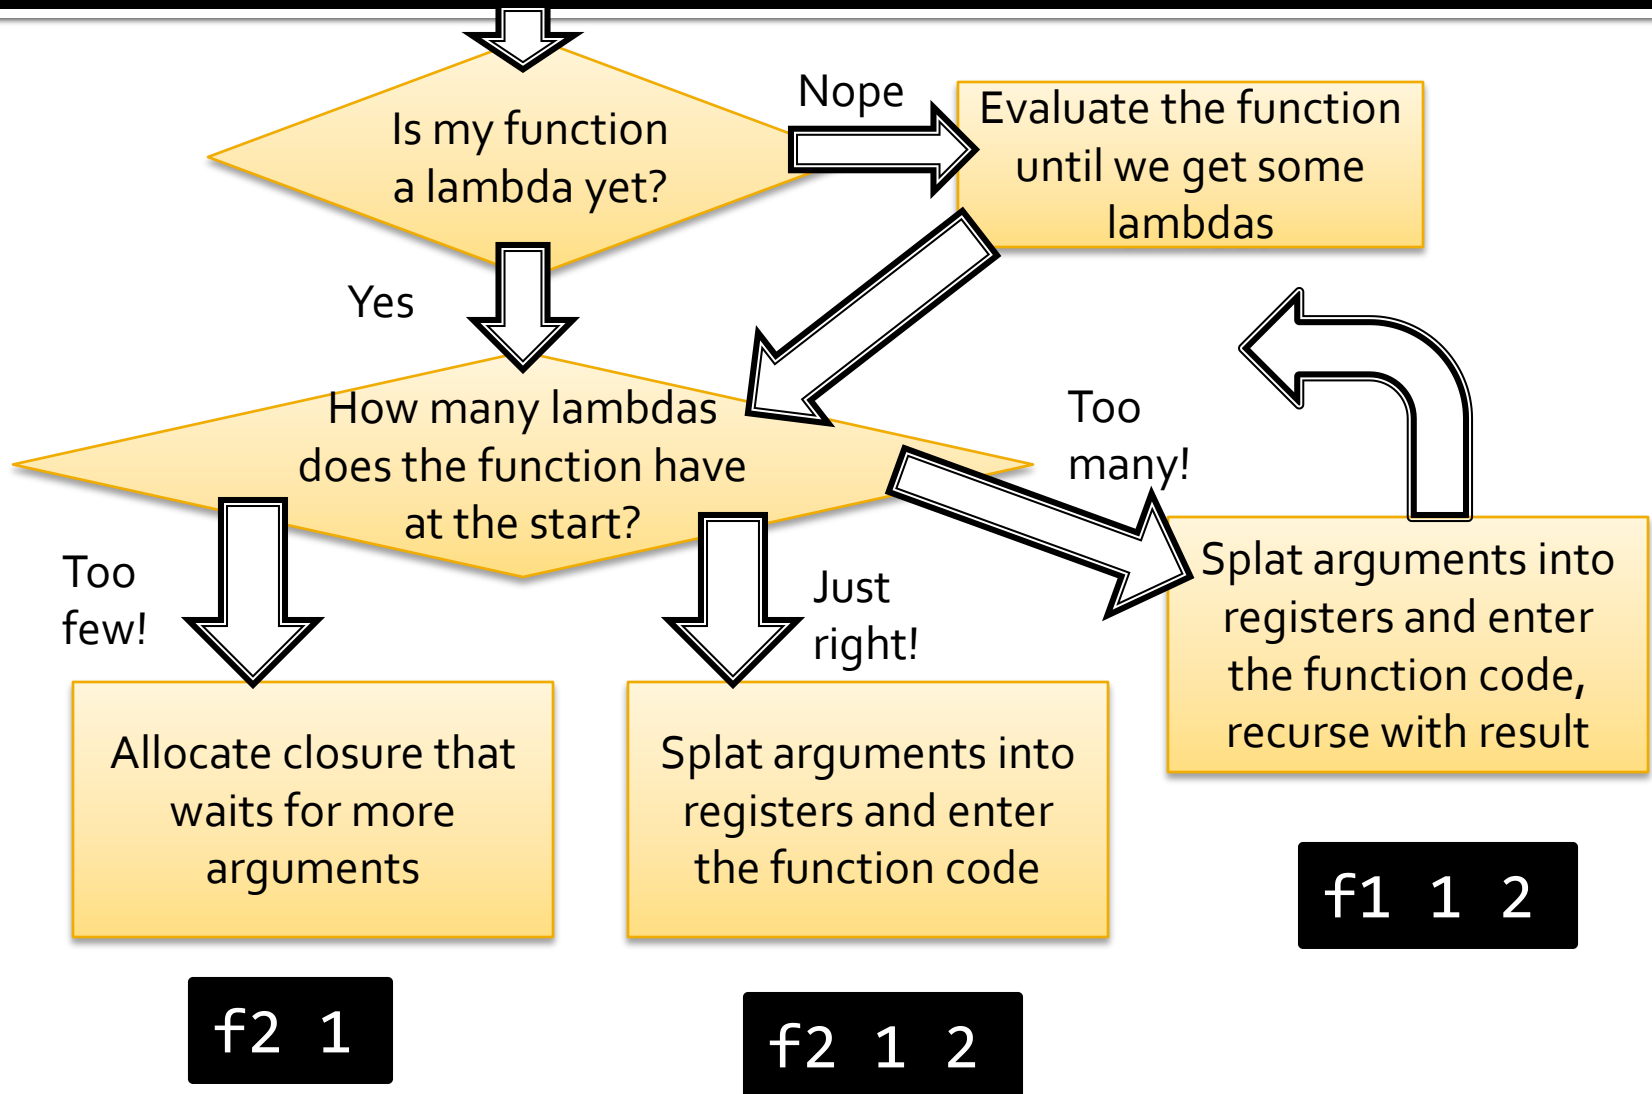 Is my function
a lambda yet?
Nope
Evaluate the function
until we get some
lambdas
Yes
How many lambdas
does the function have
at the start?
Too
many!
Too
few!
Just
right!
Splat arguments into
registers and enter
the function code,
recurse with result
Allocate closure that
waits for more
arguments
Splat arguments into
registers and enter
the function code
f1 1 2
f2 1
f2 1 2